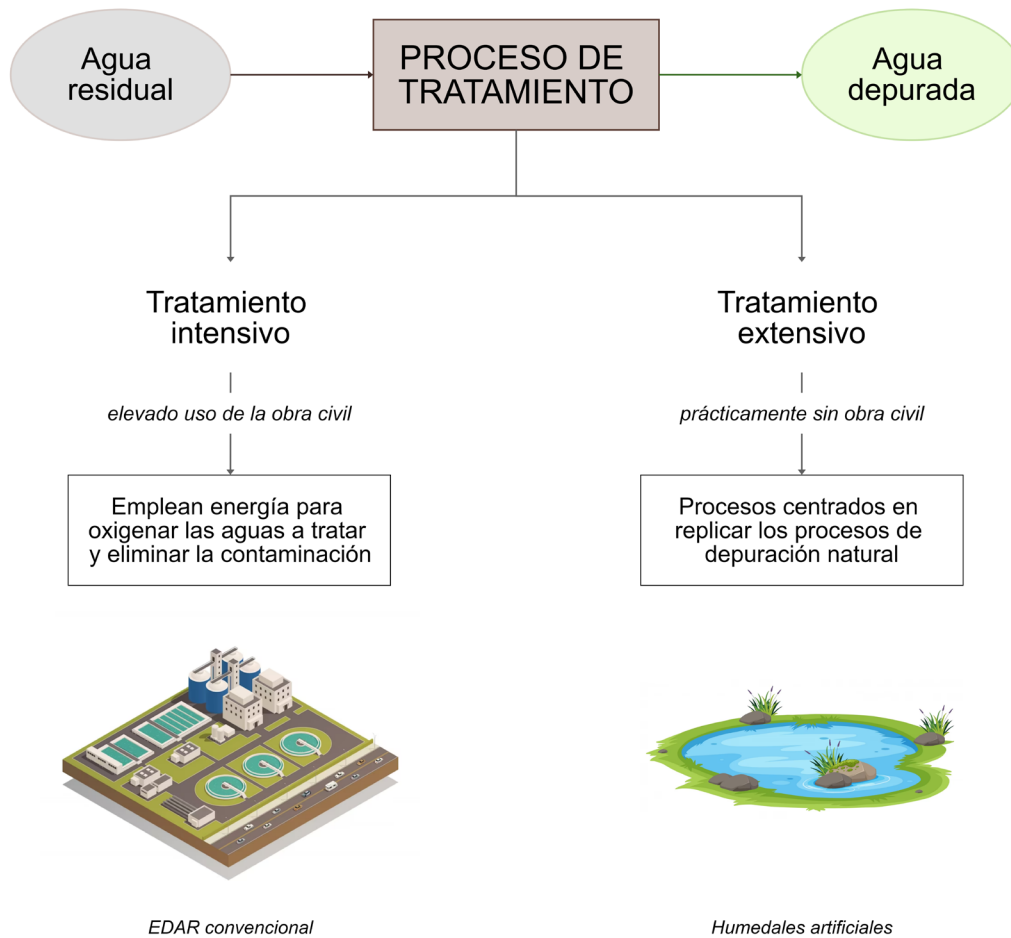 Agua
residual
PROCESO DE
TRATAMIENTO
Agua
depurada
Tratamiento
intensivo
elevado uso de la obra civil
Emplean energía para
oxigenar las aguas a tratar
y eliminar la contaminación
EDAR convencional
Tratamiento
extensivo
prácticamente sin obra civil
Procesos centrados en
replicar los procesos de
depuración natural
Humedales artificiales